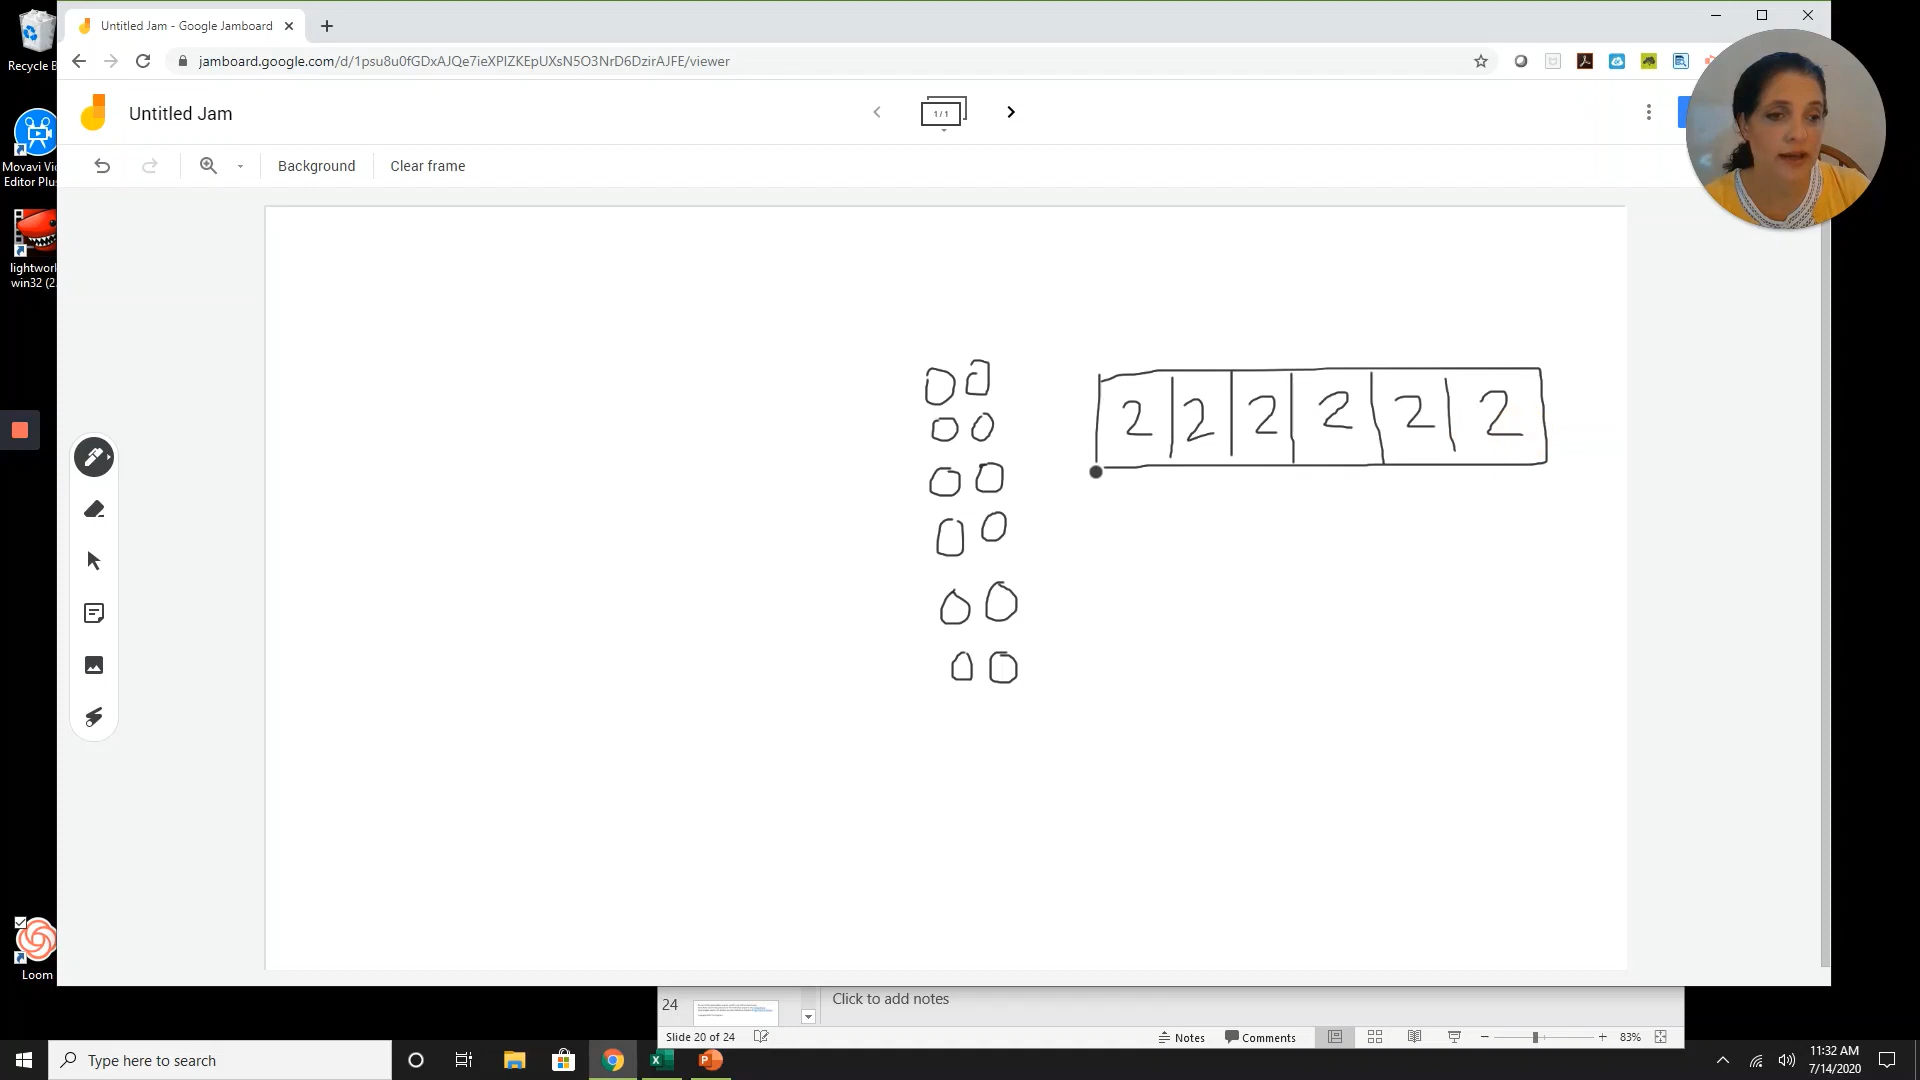 Recycle B
Untitled Jam - Google Jamboard
jamboard.google.com/d/1psu8u0fGDxAJQe7ieXPIZKEpUXsN5O3NrD6DzirAJFE/viewer
Untitled Jam
1 / 1
Background
Clear frame
Movavi Vi
Editor Plu
lightwor
win32 (2.
2 2 2 2 2 2
Loom
24
Click to add notes
Slide 20 of 24
Notes
Comments
83%
Type here to search
11:32 AM
7/14/2020